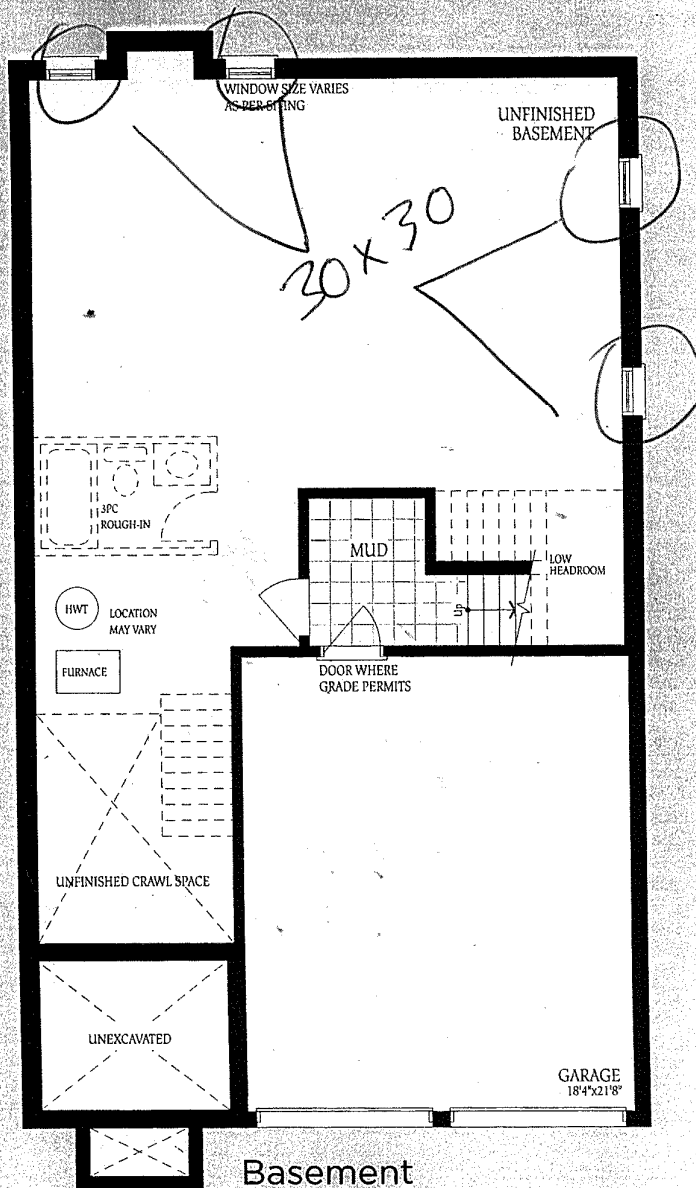 WINDOW SIZE VARIES
AS PER SITING
UNFINISHED
BASEMENT
30 x 30
3PC
ROUGH-IN
MUD
LOW
HEADROOM
UP
HWT
LOCATION
MAY VARY
FURNACE
DOOR WHERE
GRADE PERMITS
UNFINISHED CRAWL SPACE
UNEXCAVATED
GARAGE
18'4"x21'8"
Basement